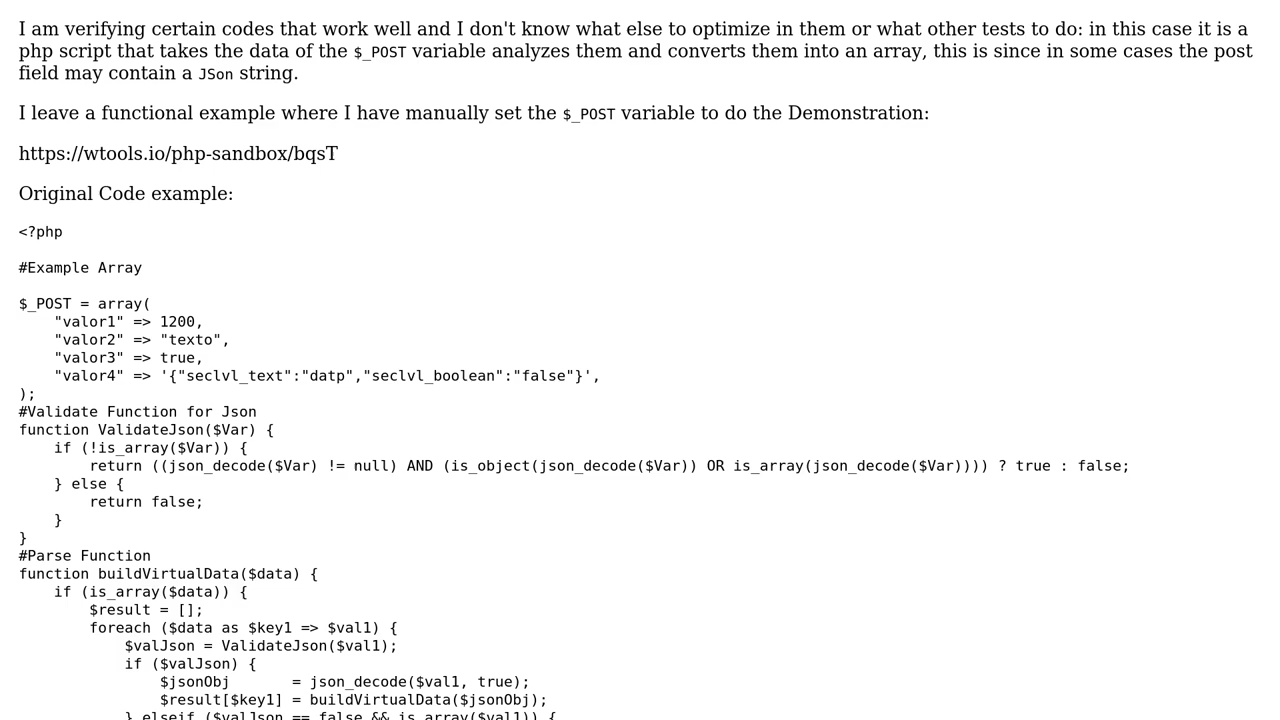 I am verifying certain codes that work well and I don't know what else to optimize in them or what other tests to do: in this case it is a
php script that takes the data of the $_POST variable analyzes them and converts them into an array, this is since in some cases the post
field may contain a JSon string.
I leave a functional example where I have manually set the $_POST variable to do the Demonstration:
https://wtools.io/php-sandbox/bqsT
Original Code example:
<?php
#Example Array
$_POST = array(
    "valor1" => 1200,
    "valor2" => "texto",
    "valor3" => true,
    "valor4" => '{"seclvl_text":"datp","seclvl_boolean":"false"}',
);
#Validate Function for Json
function ValidateJson($Var) {
    if (!is_array($Var)) {
        return ((json_decode($Var) != null) AND (is_object(json_decode($Var)) OR is_array(json_decode($Var)))) ? true : false;
    } else {
        return false;
    }
}
#Parse Function
function buildVirtualData($data) {
    if (is_array($data)) {
        $result = [];
        foreach ($data as $key1 => $val1) {
            $valJson = ValidateJson($val1);
            if ($valJson) {
                $jsonObj       = json_decode($val1, true);
                $result[$key1] = buildVirtualData($jsonObj);
            } elseif ($valJson == false && is_array($val1)) {